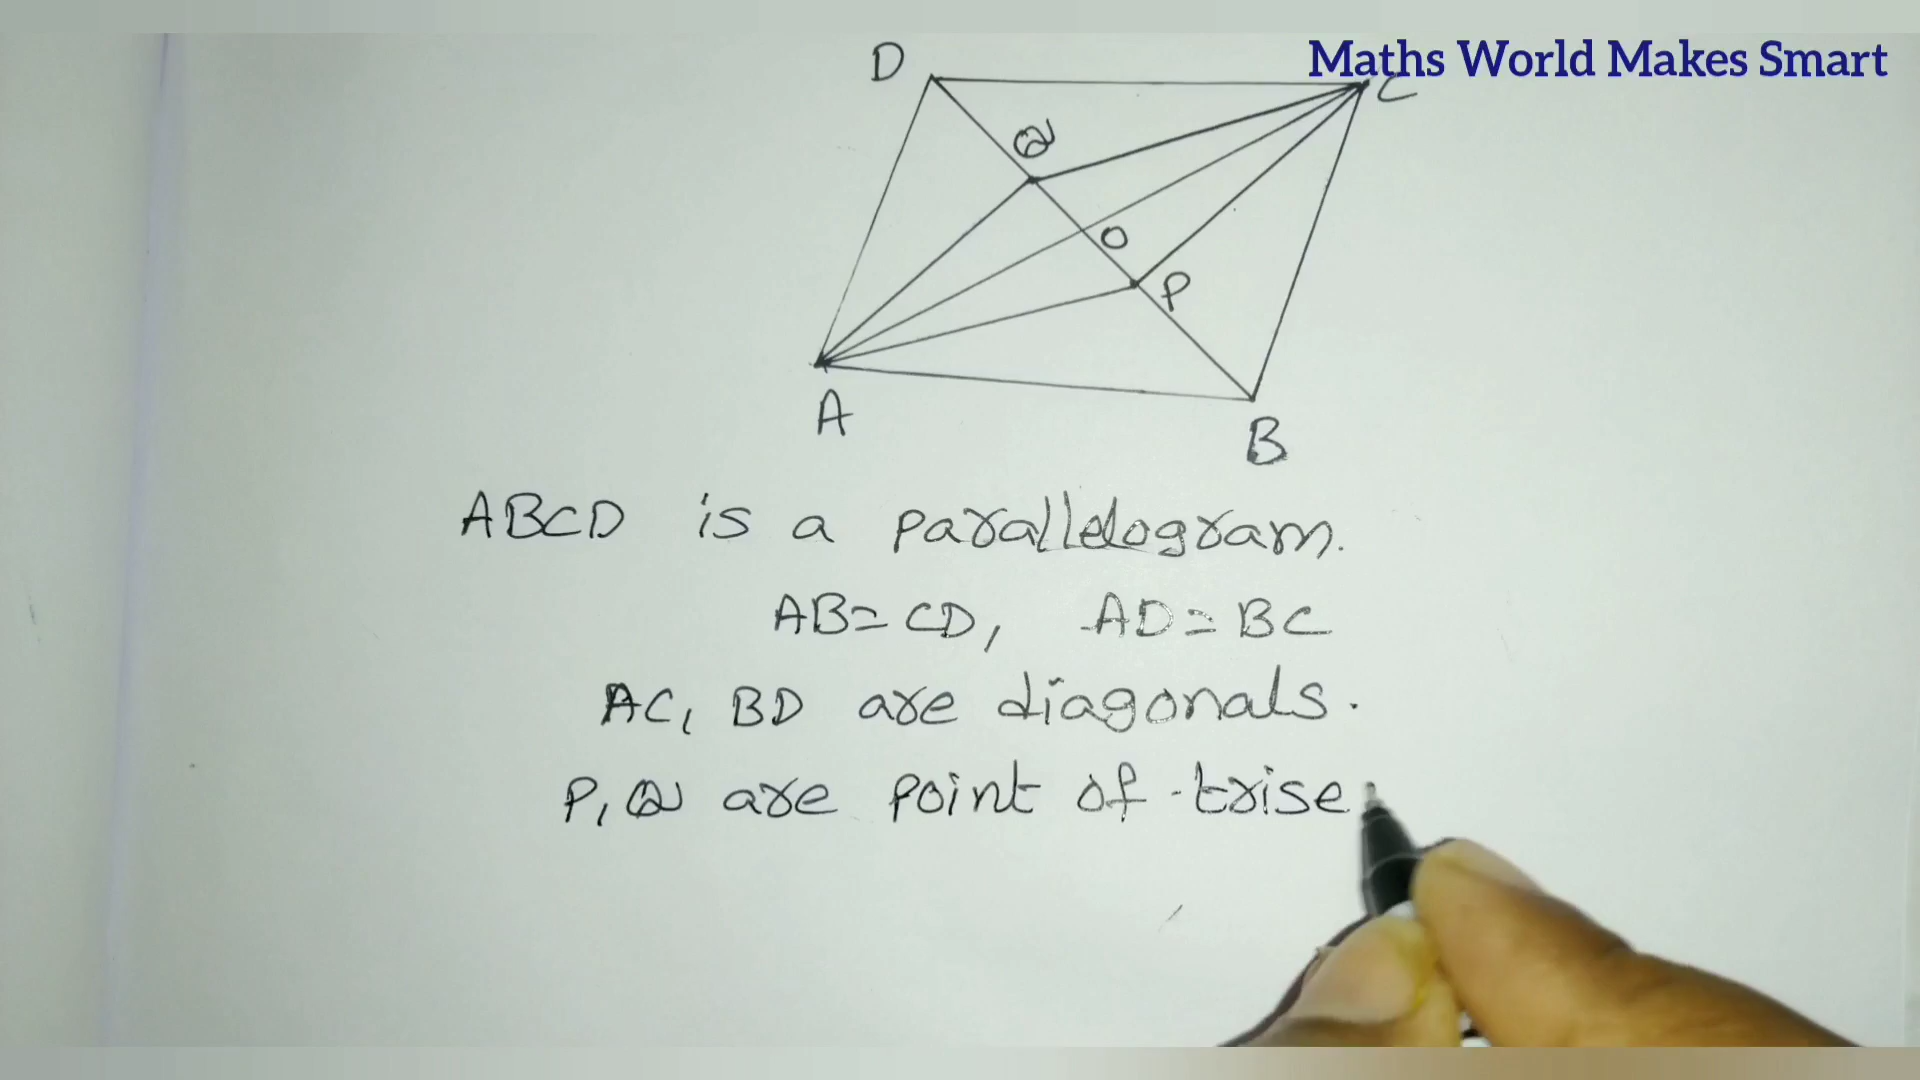 Maths World Makes Smart
D
C
Q
O
P
A
B
ABCD is a parallelogram.
AB = CD, AD = BC
AC, BD are diagonals.
P, Q are point of trise